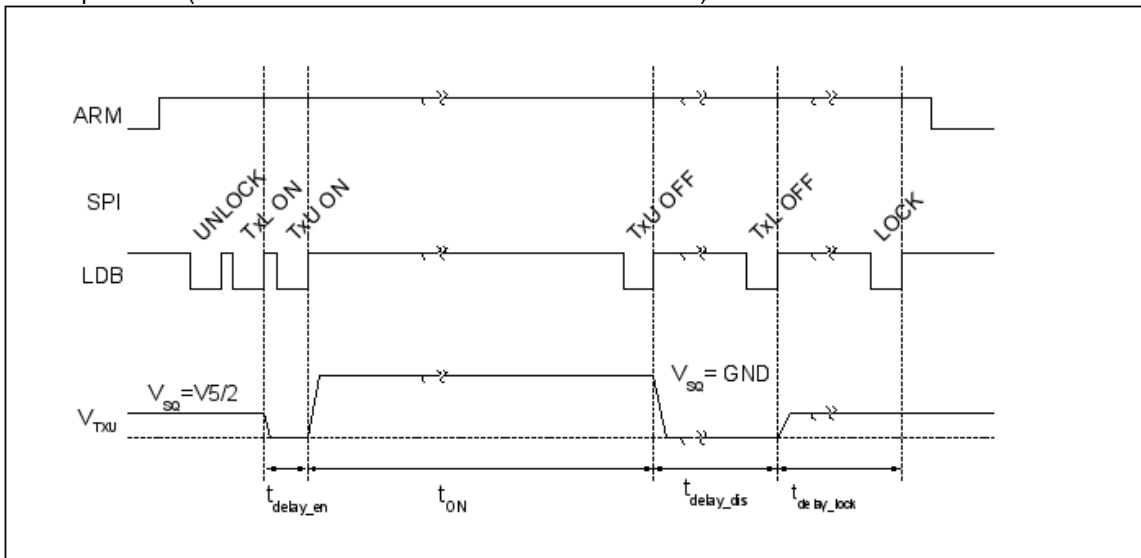 ARM
SPI
UNLOCK
TxL ON
TxU ON
TxU OFF
TxL OFF
LOCK
LDB
V_SQ=V5/2
V_SQ= GND
V_TXU
t_delay_en
t_ON
t_delay_dis
t_delay_lock